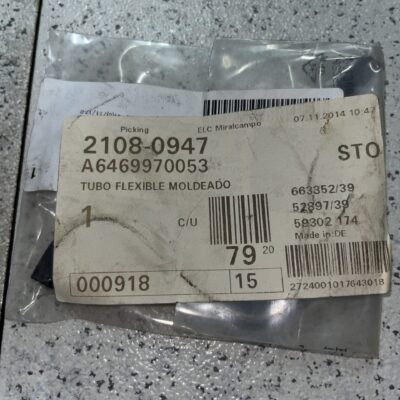 Picking ELC Miralcampo 07.11.2014 10:47
2108-0947
A6469970053 STO
TUBO FLEXIBLE MOLDEADO
663352/39
1 C/U 52897/39
59302 174
Made in:DE
79 20
000918 15
2724001017643018